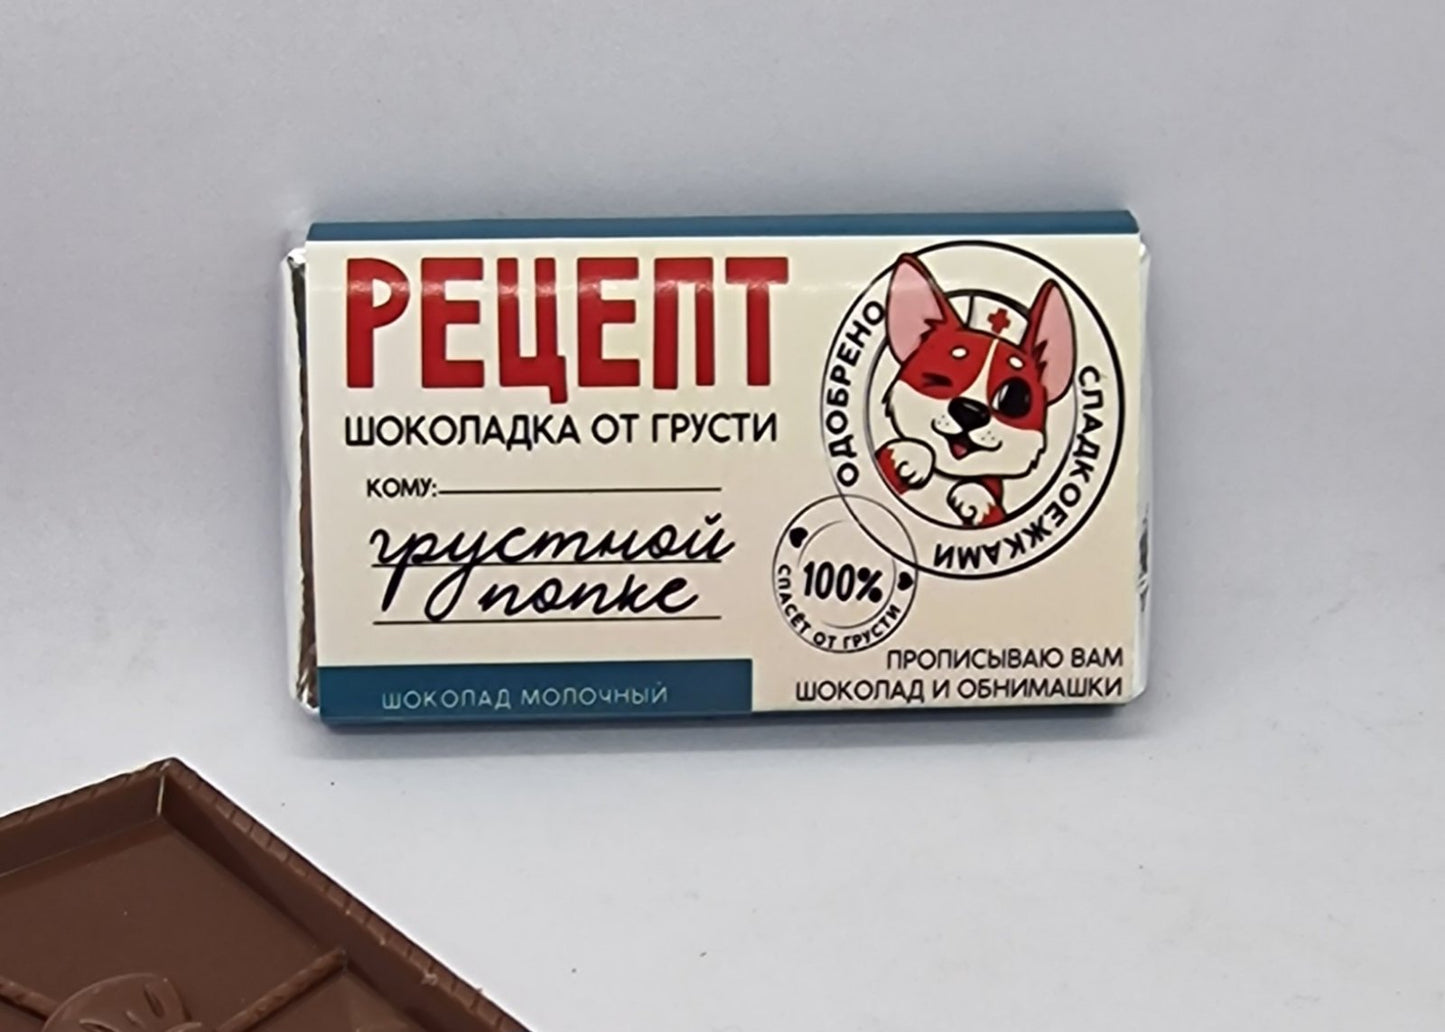 РЕЦЕПТ
ШОКОЛАДКА ОТ ГРУСТИ
КОМУ:
грустной
попке
ШОКОЛАД МОЛОЧНЫЙ
ОДОБРЕНО
СЛАДКОЕЖКАМИ
100%
СПАСЁТ ОТ ГРУСТИ
ПРОПИСЫВАЮ ВАМ
ШОКОЛАД И ОБНИМАШКИ